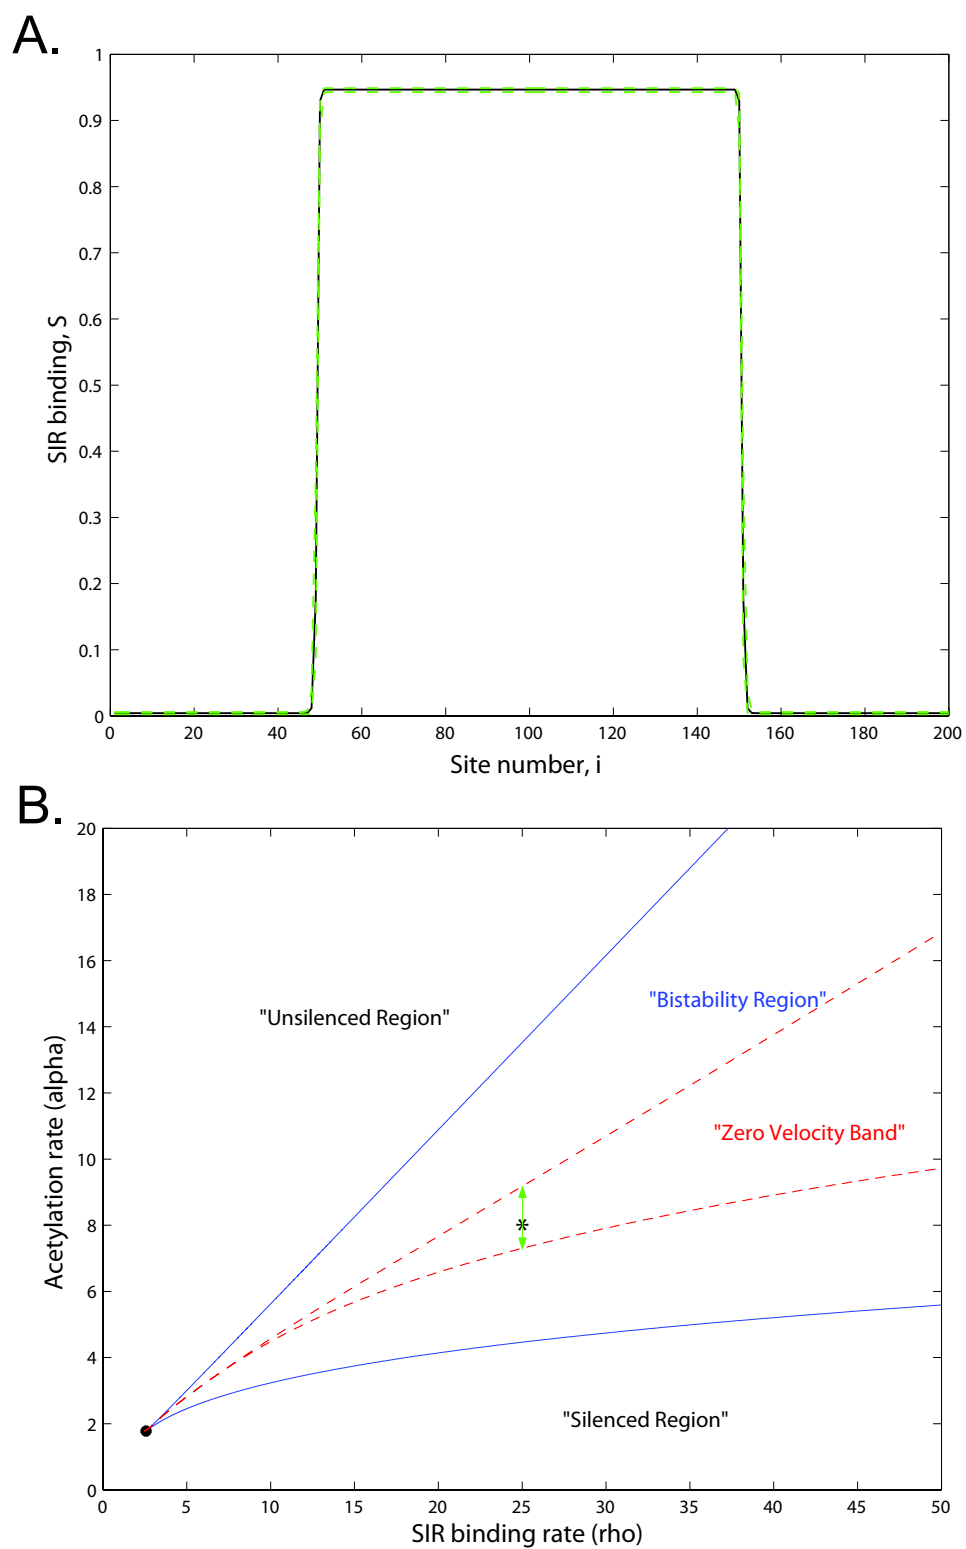 A.
1
0.9
0.8
0.7
0.6
0.5
0.4
0.3
0.2
0.1
0
SIR binding, S
0 20 40 60 80 100 120 140 160 180 200
Site number, i
B.
20
18
16
14
12
10
8
6
4
2
0
Acetylation rate (alpha)
"Unsilenced Region"
"Bistability Region"
"Zero Velocity Band"
*
"Silenced Region"
0 5 10 15 20 25 30 35 40 45 50
SIR binding rate (rho)